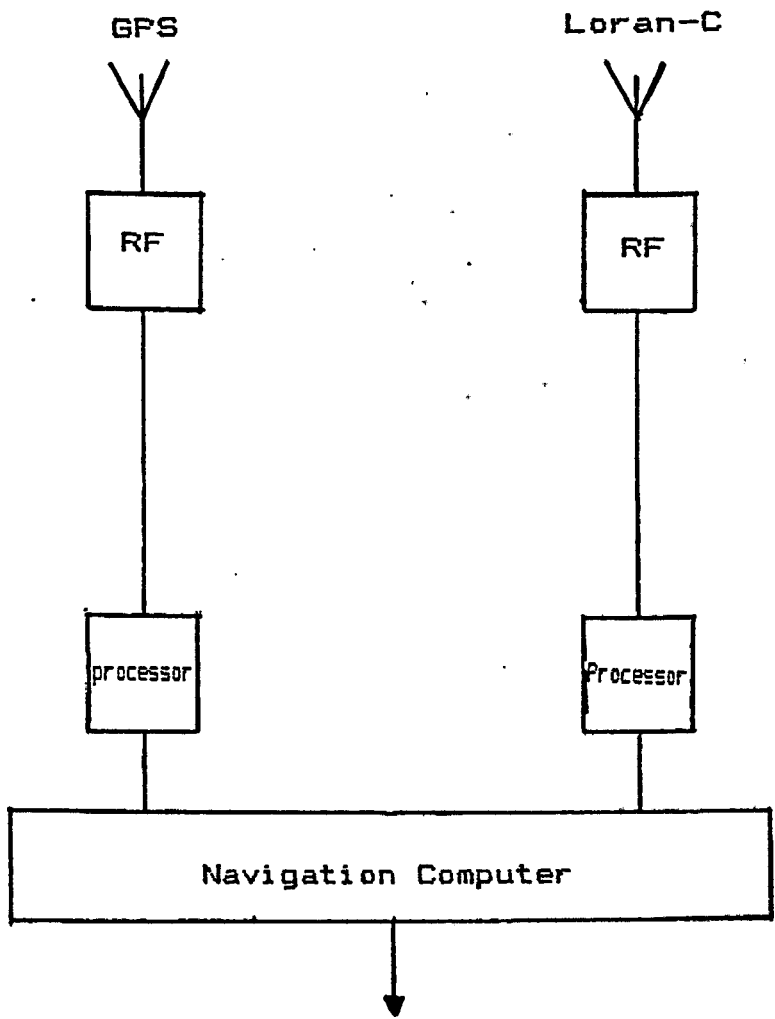 GPS
Loran-C
RF
RF
processor
Processor
Navigation Computer